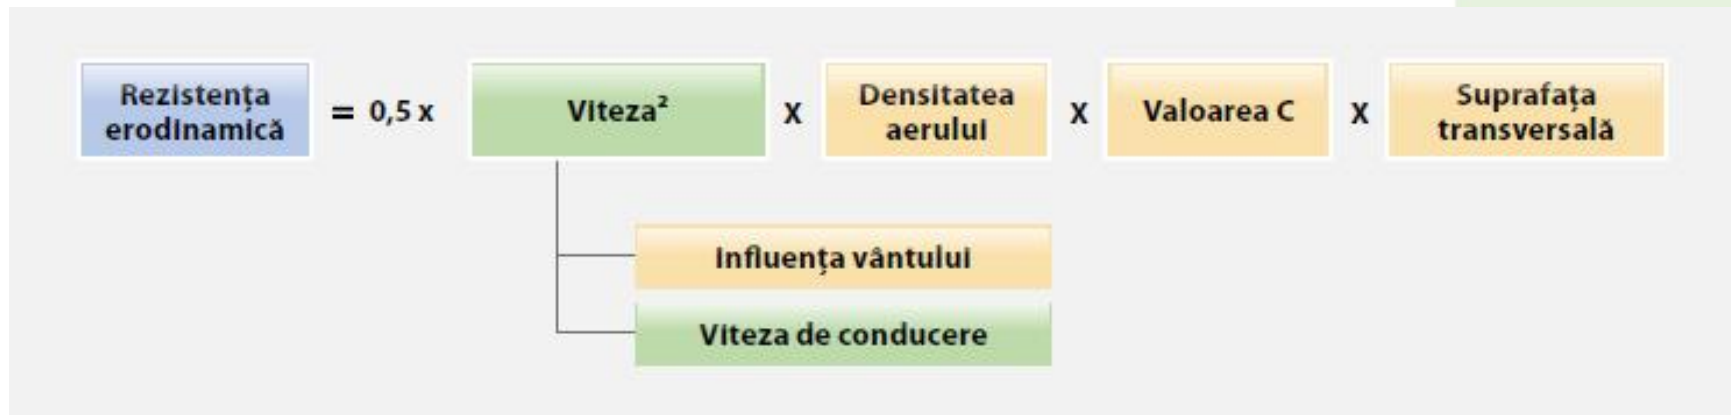 Rezistența
erodinamică
= 0,5 x
Viteza²
x
Densitatea
aerului
x
Valoarea C
x
Suprafața
transversală
Influența vântului
Viteza de conducere